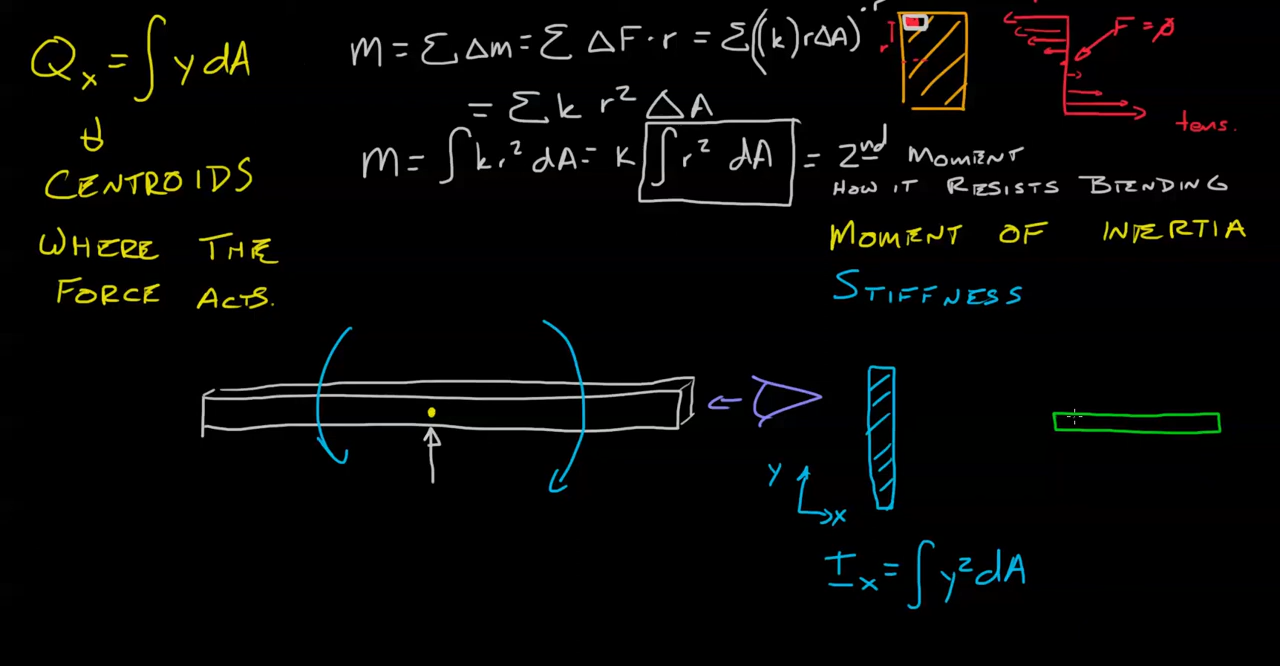 Qₓ = ∫ y dA
CENTROIDS
WHERE THE
FORCE ACTS.
m = Σ Δm = Σ ΔF · r = Σ((k) r ΔA) · r
= Σ k r² ΔA
m = ∫ k r² dA = k ∫ r² dA = 2nd MOMENT
HOW IT RESISTS BENDING
MOMENT OF INERTIA
STIFFNESS
r
F = ø
tens.
y
x
Iₓ = ∫ y² dA